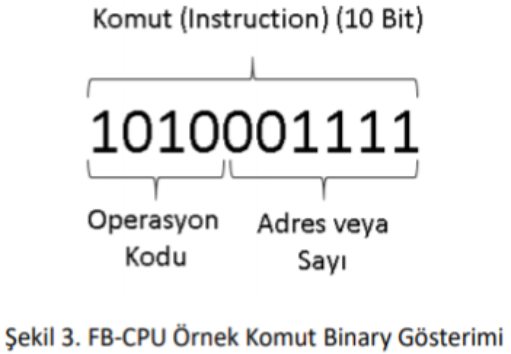 Komut (Instruction) (10 Bit)
1010001111
Operasyon Kodu
Adres veya Sayı
Şekil 3. FB-CPU Örnek Komut Binary Gösterimi